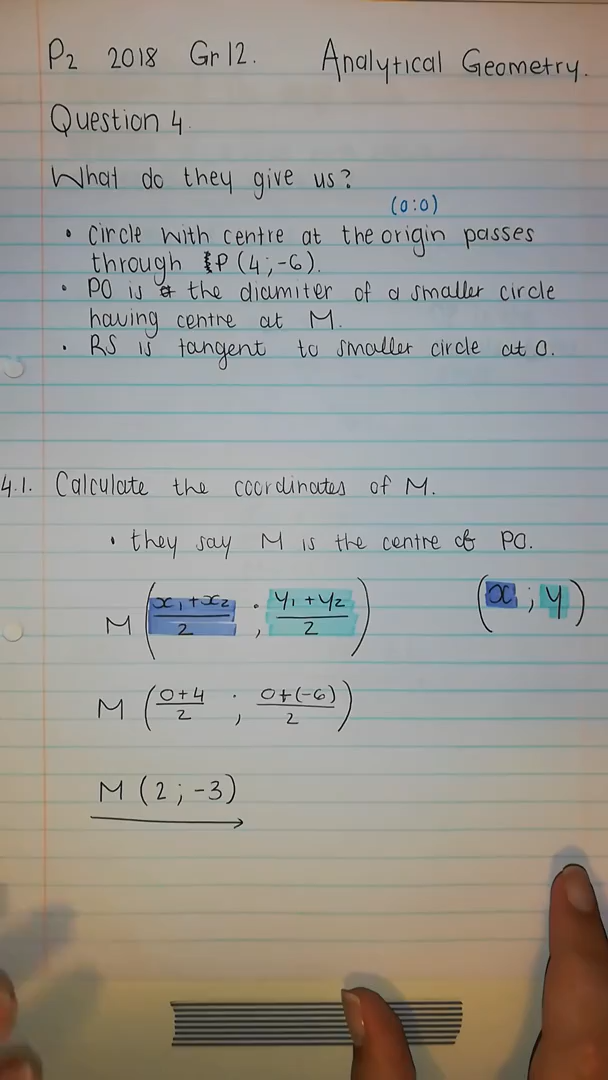 P2 2018 Gr 12. Analytical Geometry.
Question 4.
What do they give us?
(0:0)
• Circle with centre at the origin passes
through P(4;-6).
• PO is the diamiter of a smaller circle
having centre at M.
• RS is tangent to smaller circle at O.
4.1. Calculate the coordinates of M.
• they say M is the centre of PO.
M (x₁+x₂/2 ; y₁+y₂/2) (x ; y)
M (0+4/2 ; 0+(-6)/2)
M (2 ; -3)